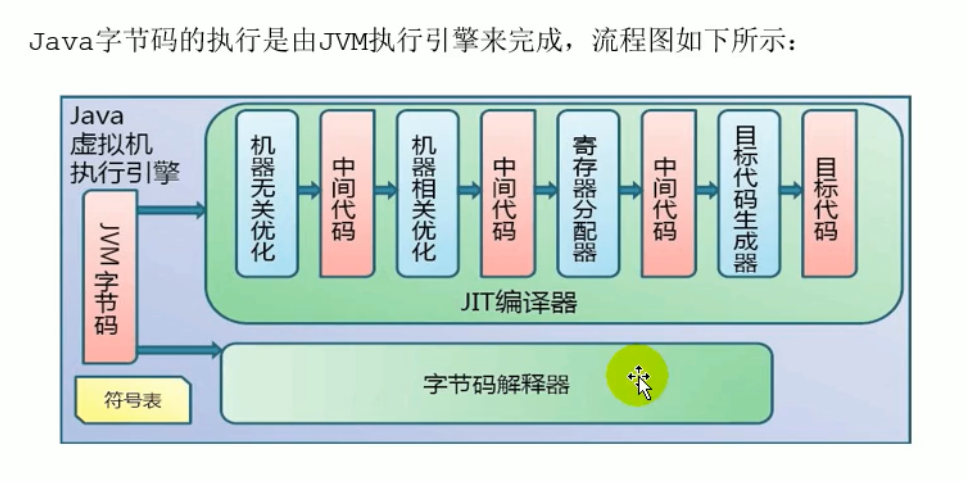 Java字节码的执行是由JVM执行引擎来完成，流程图如下所示：
Java
虚拟机
执行引擎
JVM字节码
符号表
机器无关优化
中间代码
机器相关优化
中间代码
寄存器分配器
中间代码
目标代码生成器
目标代码
JIT编译器
字节码解释器